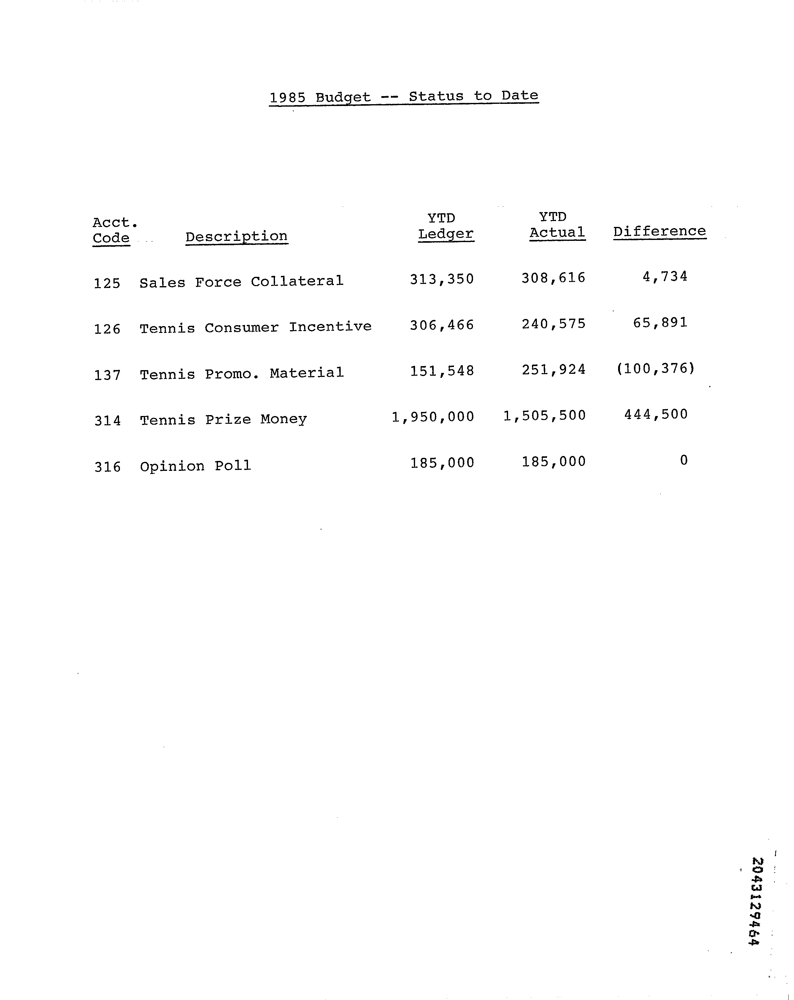 1985 Budget -- Status to Date
Acct. Code Description YTD Ledger YTD Actual Difference
125 Sales Force Collateral 313,350 308,616 4,734
126 Tennis Consumer Incentive 306,466 240,575 65,891
137 Tennis Promo. Material 151,548 251,924 (100,376)
314 Tennis Prize Money 1,950,000 1,505,500 444,500
316 Opinion Poll 185,000 185,000 0
2043129464